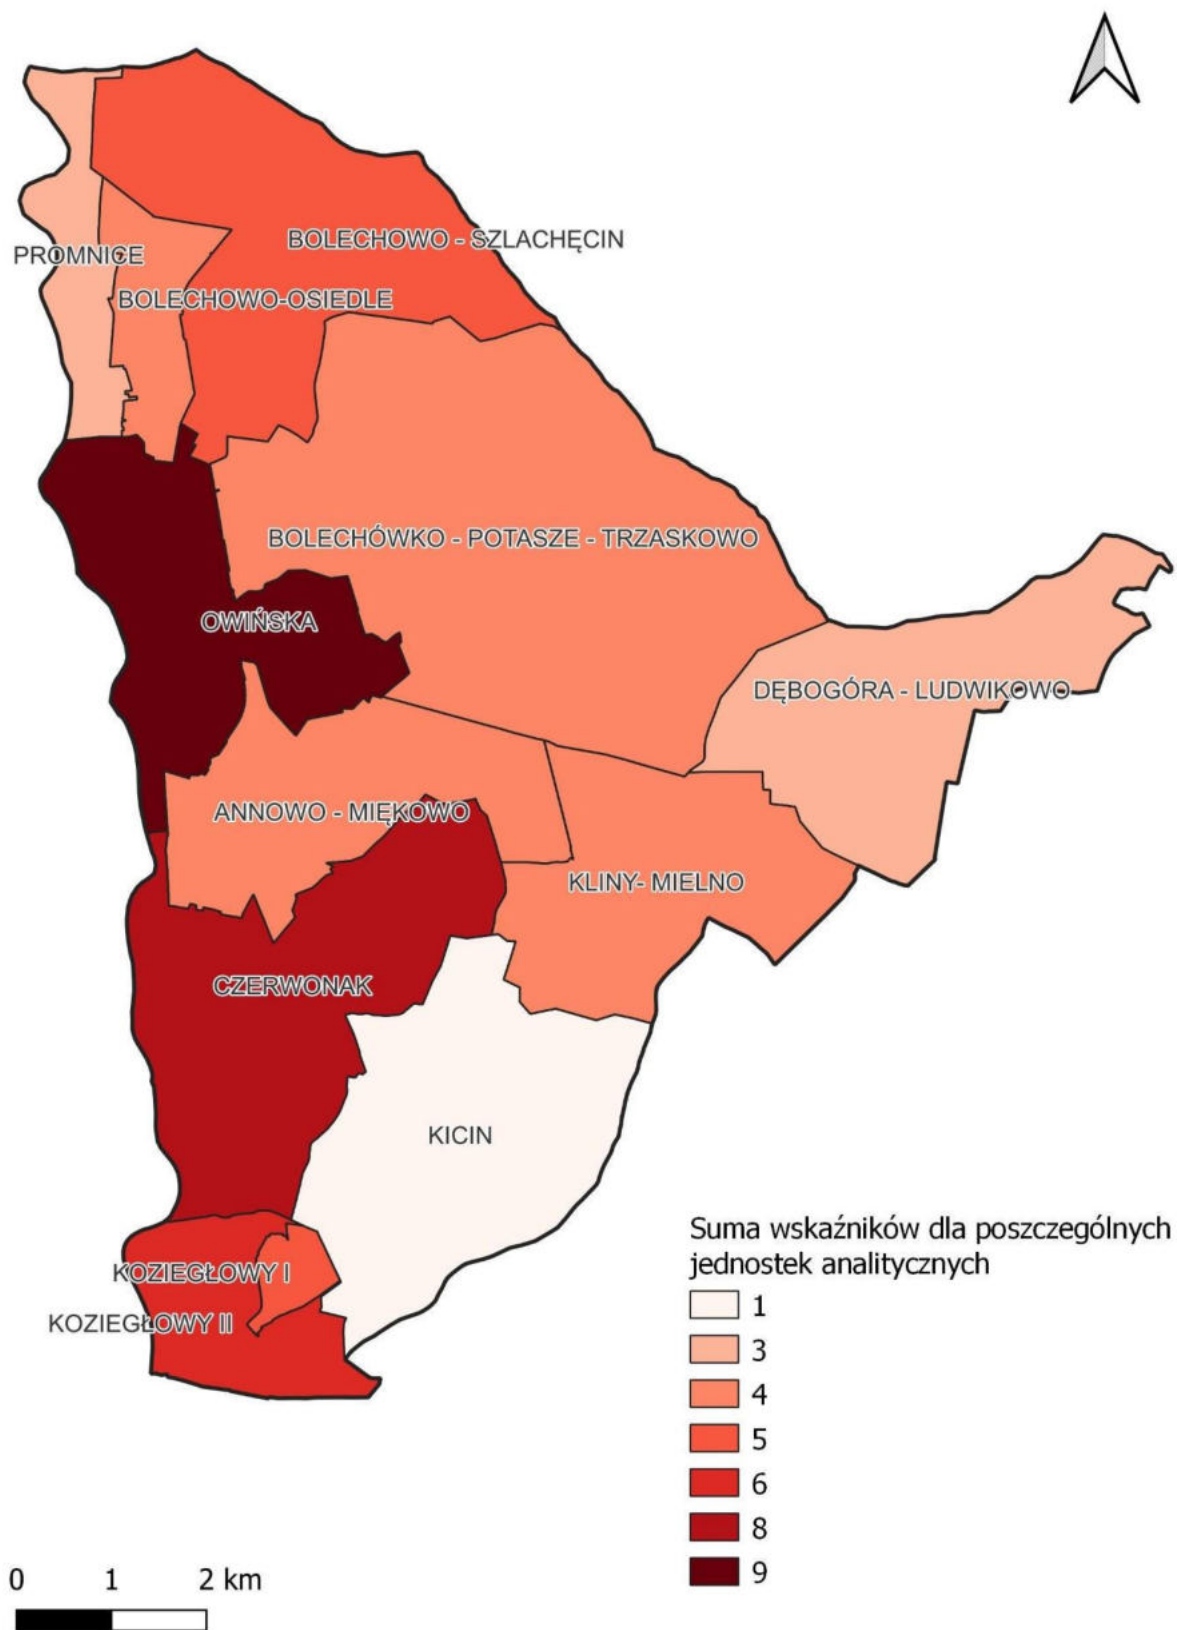 BOLECHOWO - SZLACHĘCIN
PROMNICE
BOLECHOWO-OSIEDLE
BOLECHÓWKO - POTASZE - TRZASKOWO
OWIŃSKA
DĘBOGÓRA - LUDWIKOWO
ANNOWO - MIĘKOWO
KLINY- MIELNO
CZERWONAK
KICIN
KOZIEGŁOWY I
KOZIEGŁOWY II
Suma wskaźników dla poszczególnych
jednostek analitycznych
1
3
4
5
6
8
9
0 1 2 km